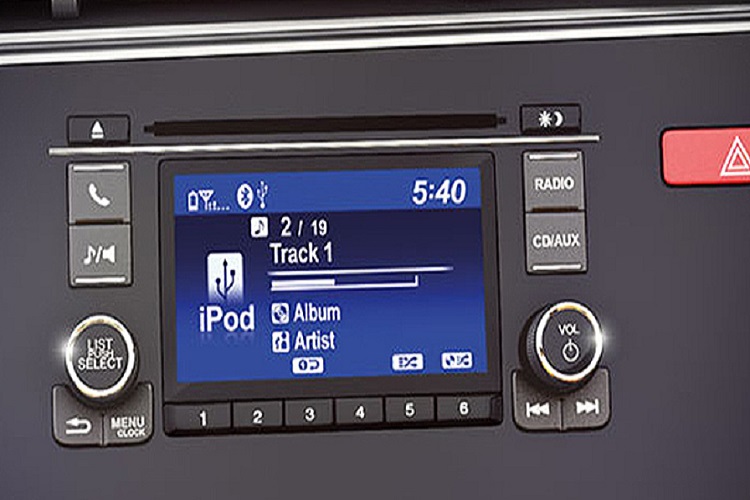 5:40
2 / 19
Track 1
iPod
Album
Artist
RADIO
CD/AUX
LIST
PUSH
SELECT
VOL
MENU
CLOCK
1 2 3 4 5 6